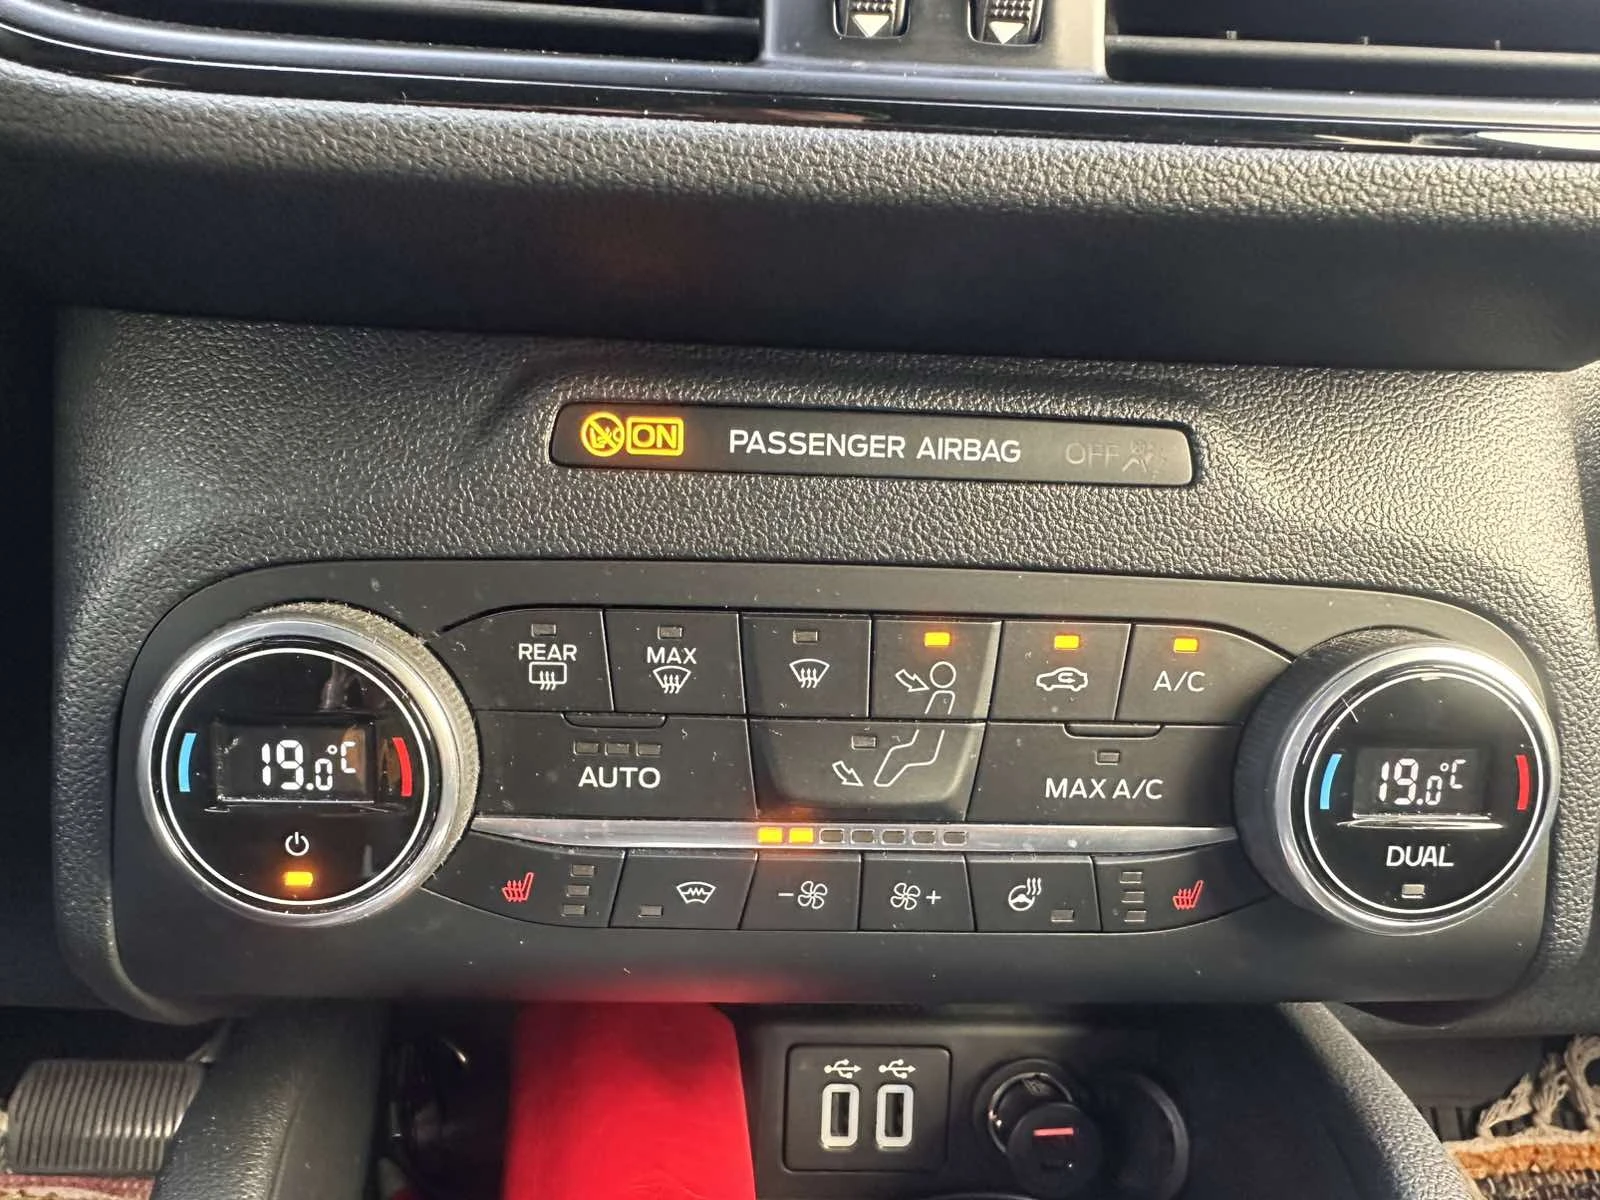 ON PASSENGER AIRBAG OFF
REAR
MAX
A/C
AUTO
MAX A/C
19.0°C
19.0°C
DUAL
- +